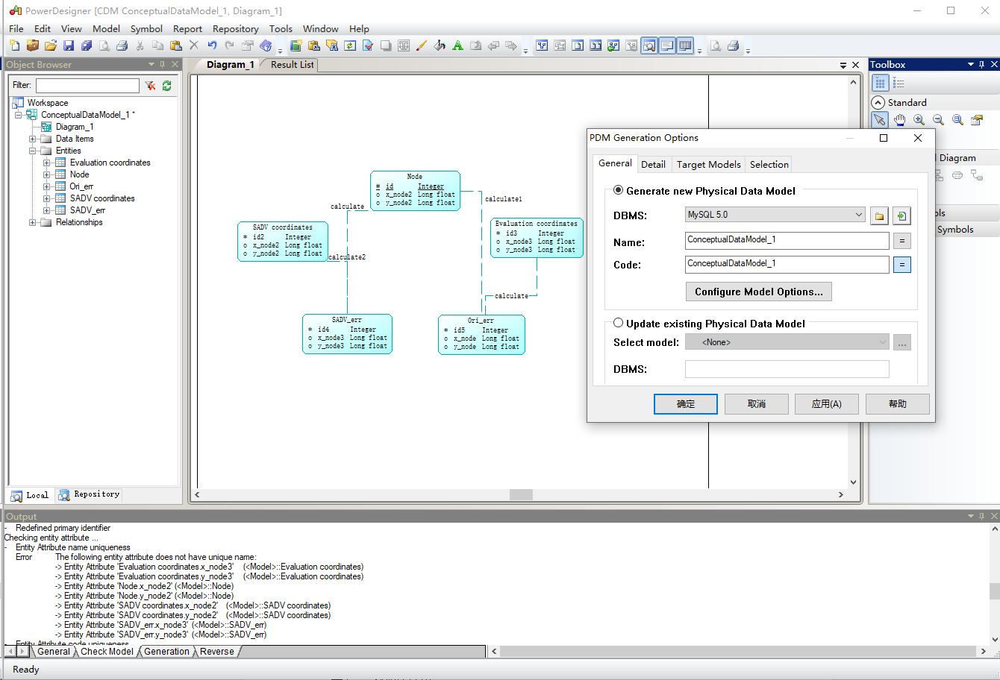 PowerDesigner [CDM ConceptualDataModel_1, Diagram_1]
File Edit View Model Symbol Report Repository Tools Window Help
Object Browser
Filter:
Workspace
ConceptualDataModel_1 *
Diagram_1
Data Items
Entities
Evaluation coordinates
Node
Ori_err
SADV coordinates
SADV_err
Relationships
Local Repository
Diagram_1 Result List
Node
# id Integer
o x_node2 Long float
o y_node2 Long float
calculate
calculate1
SADV coordinates
* id2 Integer
o x_node2 Long float
o y_node2 Long float
calculate2
Evaluation coordinates
* id3 Integer
o x_node3 Long float
o y_node3 Long float
calculate
SADV_err
* id4 Integer
o x_node3 Long float
o y_node3 Long float
Ori_err
* id5 Integer
o x_node Long float
o y_node Long float
Toolbox
Standard
Diagram
ols
Symbols
PDM Generation Options
General Detail Target Models Selection
Generate new Physical Data Model
DBMS: MySQL 5.0
Name: ConceptualDataModel_1 =
Code: ConceptualDataModel_1 =
Configure Model Options...
Update existing Physical Data Model
Select model: <None> ...
DBMS:
确定 取消 应用(A) 帮助
Output
- Redefined primary identifier
Checking entity attribute ...
- Entity Attribute name uniqueness
Error The following entity attribute does not have unique name:
-> Entity Attribute 'Evaluation coordinates.x_node3' (<Model>::Evaluation coordinates)
-> Entity Attribute 'Evaluation coordinates.y_node3' (<Model>::Evaluation coordinates)
-> Entity Attribute 'Node.x_node2' (<Model>::Node)
-> Entity Attribute 'Node.y_node2' (<Model>::Node)
-> Entity Attribute 'SADV coordinates.x_node2' (<Model>::SADV coordinates)
-> Entity Attribute 'SADV coordinates.y_node2' (<Model>::SADV coordinates)
-> Entity Attribute 'SADV_err.x_node3' (<Model>::SADV_err)
-> Entity Attribute 'SADV_err.y_node3' (<Model>::SADV_err)
- Entity Attribute code uniqueness
General Check Model Generation Reverse
Ready